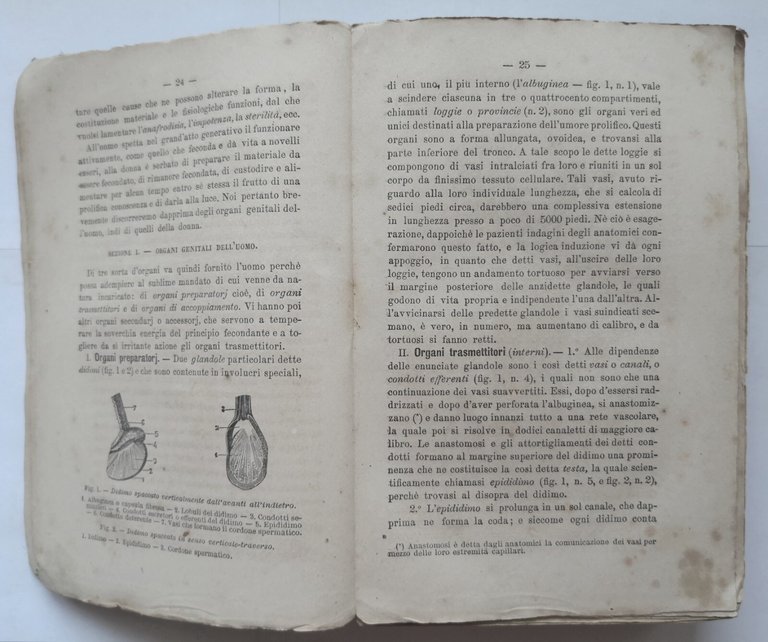 — 24 —
tare quelle cause che ne possono alterare la forma, la
costituzione materiale e le fisiologiche funzioni, dal che
vuolsi lamentare l'anafrodisia, l'impotenza, la sterilità, ecc.
All'uomo spetta nel grand'atto generativo il funzionare
attivamente, come quello che feconda e dà vita a novelli
esseri, alla donna è serbato di preparare il materiale da
essere fecondato, di rimanere fecondata, di custodire e ali-
mentare per alcun tempo entro sè stessa il frutto di una
prolifica conoscenza e di darla alla luce. Noi pertanto bre-
vemente discorreremo dapprima degli organi genitali del-
l'uomo, indi di quelli della donna.
SEZIONE I. — ORGANI GENITALI DELL'UOMO.
Di tre sorta d'organi va quindi fornito l'uomo perchè
possa adempiere al sublime mandato di cui venne da na-
tura incaricato: di organi preparatorj cioè, di organi
trasmettitori e di organi di accoppiamento. Vi hanno poi
altri organi secondarj o accessorj, che servono a tempe-
rare la soverchia energia del principio fecondante e a to-
gliere da sì irritante azione gli organi trasmettitori.
I. Organi preparatorj. — Due glandole particolari dette
didimi (fig. 1 e 2) e che sono contenute in involucri speciali,
Fig. 1. — Didimo spaccato verticalmente dall'avanti all'indietro.
1. Albuginea o capsula fibrosa — 2. Lobuli del didimo — 3. Condotti se-
minatici — 4. Condotti secretori o efferenti del didimo — 5. Epididimo
— 6. Condotto deferente — 7. Vasi che formano il cordone spermatico.
Fig. 2. — Didimo spaccato in senso verticale-traverso.
1. Didimo — 2. Epididimo — 3. Cordone spermatico.
— 25 —
di cui uno, il più interno (l'albuginea — fig. 1, n. 1), vale
a scindere ciascuna in tre o quattrocento compartimenti,
chiamati loggie o provincie (n. 2), sono gli organi veri ed
unici destinati alla preparazione dell'umore prolifico. Questi
organi sono a forma allungata, ovoidea, e trovansi alla
parte inferiore del tronco. A tale scopo le dette loggie si
compongono di vasi intralciati fra loro e riuniti in un sol
corpo da finissimo tessuto cellulare. Tali vasi, avuto ri-
guardo alla loro individuale lunghezza, che si calcola di
sedici piedi circa, darebbero una complessiva estensione
in lunghezza presso a poco di 5000 piedi. Nè ciò è esage-
razione, dappoichè le pazienti indagini degli anatomici con-
fermarono questo fatto, e la logica induzione vi dà ogni
appoggio, in quanto che detti vasi, all'uscire delle loro
loggie, tengono un andamento tortuoso per avviarsi verso
il margine posteriore delle anzidette glandole, le quali
godono di vita propria e indipendente l'una dall'altra. Al-
l'avvicinarsi delle predette glandole i vasi suindicati sce-
mano, è vero, in numero, ma aumentano di calibro, e da
tortuosi si fanno retti.
II. Organi trasmettitori (interni). — 1.º Alle dipendenze
delle enunciate glandole sono i così detti vasi o canali, o
condotti efferenti (fig. 1, n. 4), i quali non sono che una
continuazione dei vasi suavvertiti. Essi, dopo d'essersi rad-
drizzati e dopo d'aver perforata l'albuginea, si anastomiz-
zano (*) e danno luogo innanzi tutto a una rete vascolare,
la quale poi si risolve in dodici canaletti di maggiore ca-
libro. Le anastomosi e gli attortigliamenti dei detti con-
dotti formano al margine superiore del didimo una promi-
nenza che ne costituisce la così detta testa, la quale scien-
tificamente chiamasi epididimo (fig. 1, n. 5, e fig. 2, n. 2),
perchè trovasi al disopra del didimo.
2.º L'epididimo si prolunga in un sol canale, che dap-
prima ne forma la coda; e siccome ogni didimo conta
(*) Anastomosi è detta dagli anatomici la comunicazione dei vasi per
mezzo delle loro estremità capillari.